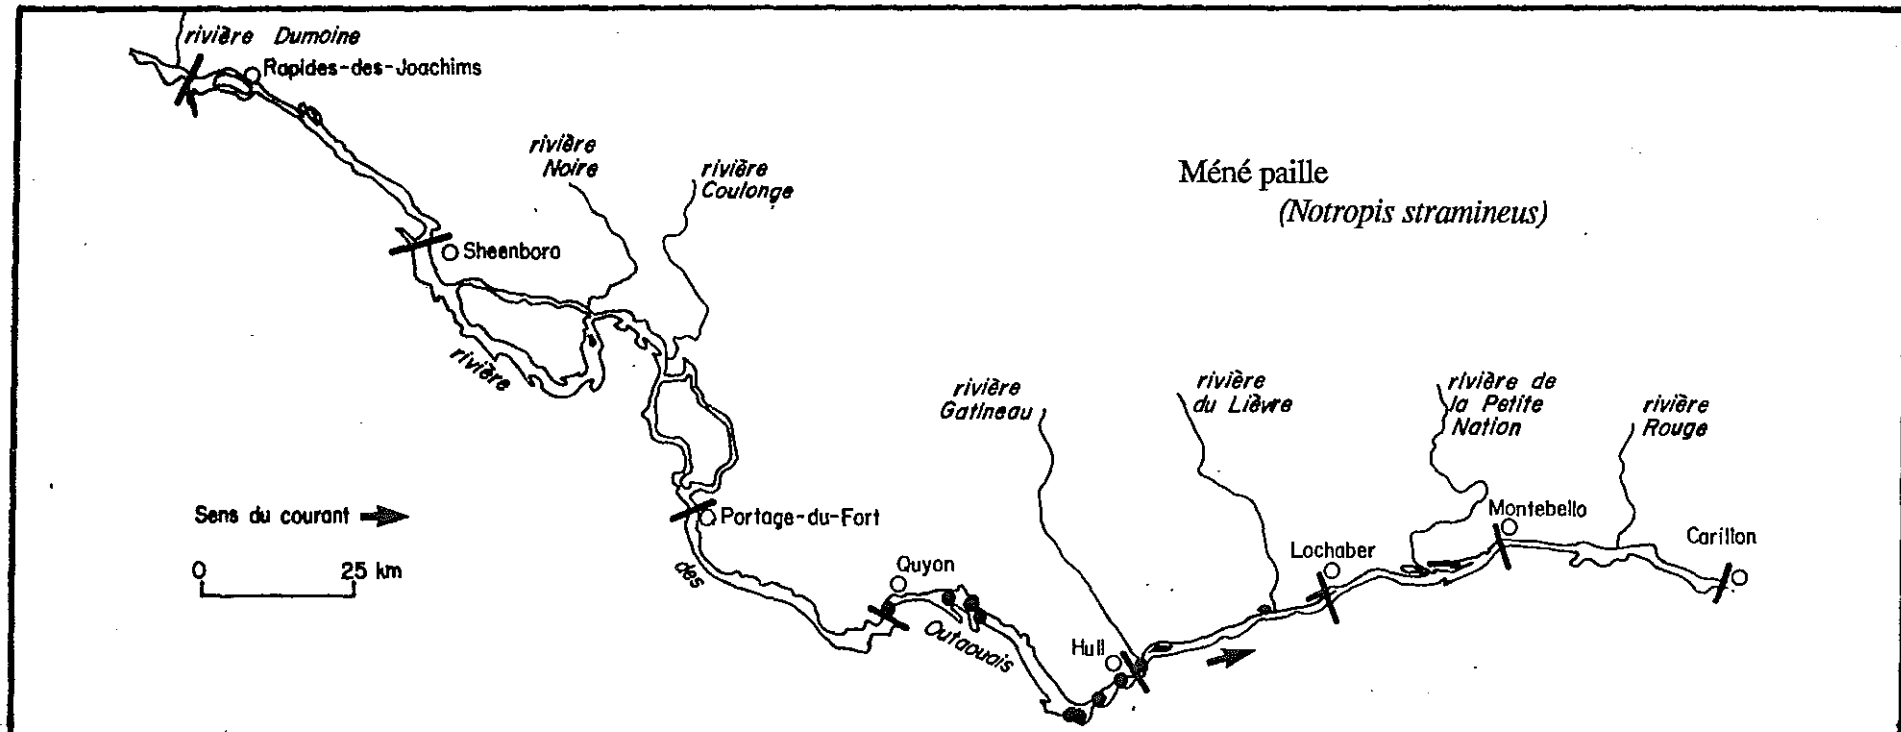 rivière Dumoine
Rapides-des-Joachims
rivière
Noire
rivière
Coulonge
Méné paille
(Notropis stramineus)
Sheenboro
rivière
rivière
Gatineau
rivière
du Lièvre
rivière de
la Petite
Nation
rivière
Rouge
Sens du courant
Portage-du-Fort
Montebello
Carillon
Lochaber
0 25 km
des
Quyon
Outaouais
Hull